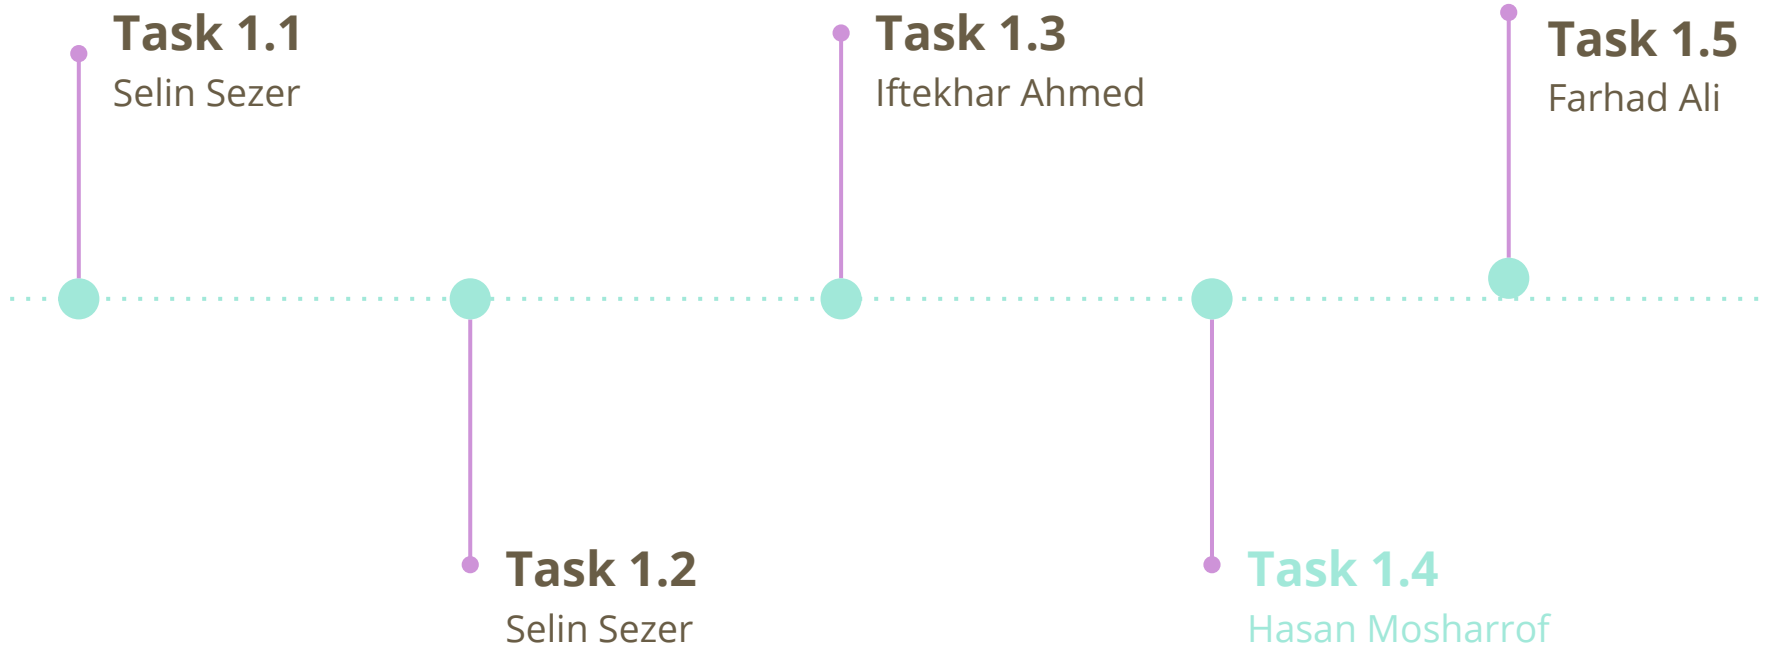 Task 1.1
Selin Sezer
Task 1.2
Selin Sezer
Task 1.3
Iftekhar Ahmed
Task 1.4
Hasan Mosharrof
Task 1.5
Farhad Ali